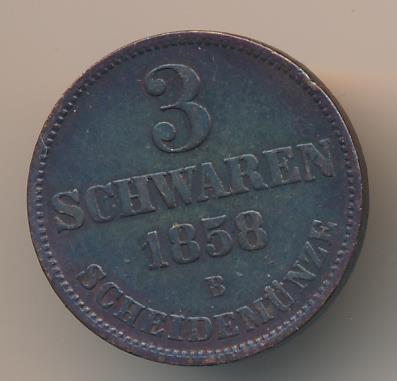 3
SCHWAREN
1858
B
SCHEIDEMÜNZE